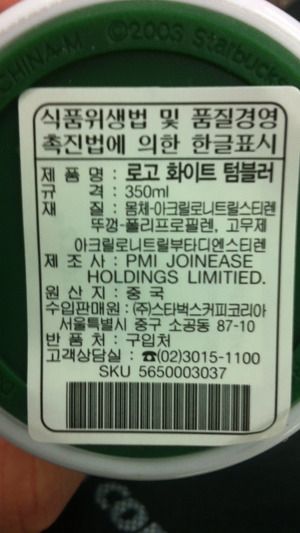 CHINA-M ©2003 Starbucks
식품위생법 및 품질경영
촉진법에 의한 한글표시
제 품 명 : 로고 화이트 텀블러
규 격 : 350ml
재 질 : 몸체-아크릴로니트릴스티렌
뚜껑-폴리프로필렌, 고무제
아크릴로니트릴부타디엔스티렌
제 조 사 : PMI JOINEASE
HOLDINGS LIMITIED.
원 산 지 : 중 국
수입판매원 : (주)스타벅스커피코리아
서울특별시 중구 소공동 87-10
반 품 처 : 구입처
고객상담실 : ☎(02)3015-1100
SKU 5650003037